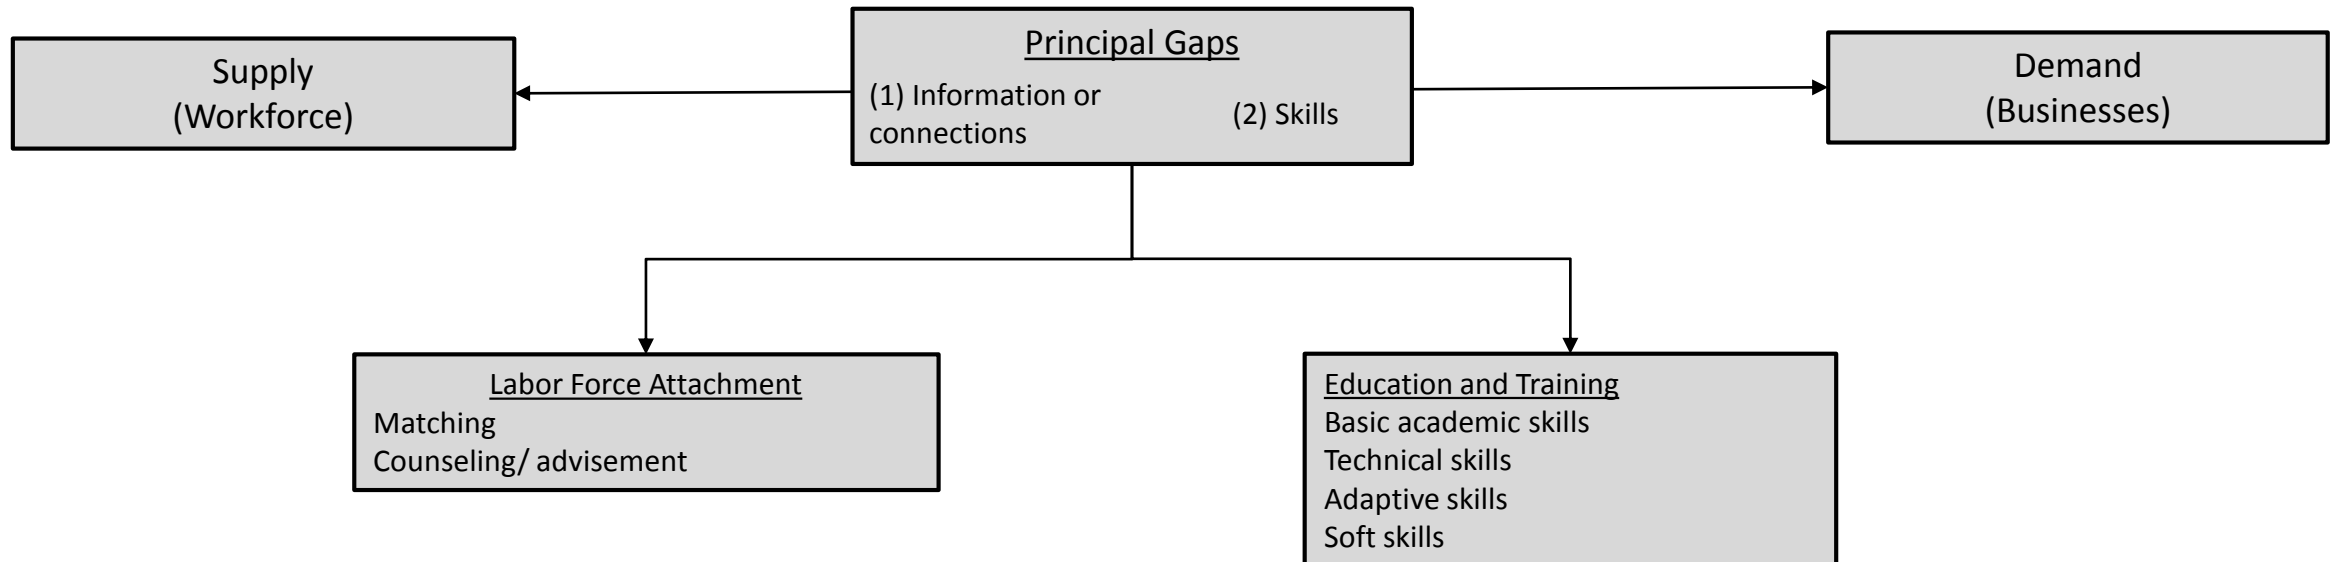 Supply
(Workforce)
Principal Gaps
(1) Information or
connections
(2) Skills
Demand
(Businesses)
Labor Force Attachment
Matching
Counseling/ advisement
Education and Training
Basic academic skills
Technical skills
Adaptive skills
Soft skills